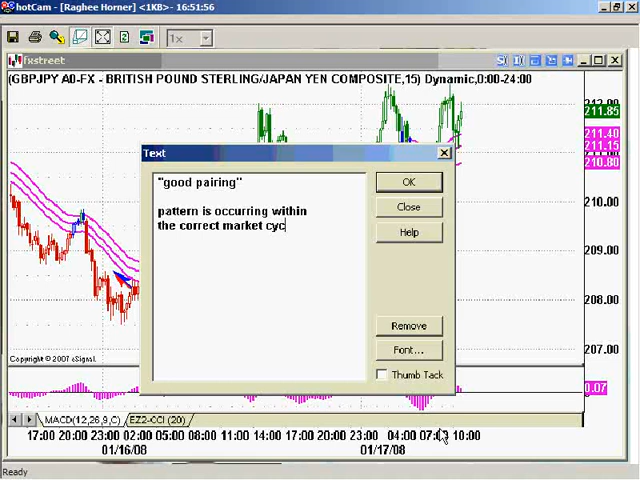 hotCam - [Raghee Horner] <1KB> - 16:51:56
1x
fxstreet
(GBPJPY A0-FX - BRITISH POUND STERLING/JAPAN YEN COMPOSITE,15) Dynamic,0:00-24:00
212.00
211.85
211.40
211.15
210.80
210.00
209.00
208.00
207.00
Text
"good pairing"
pattern is occurring within
the correct market cyc
OK
Close
Help
Remove
Font...
Thumb Tack
Copyright © 2007 eSignal.
0.07
MACD(12,26,9,C)
EZ2-CCI (20)
17:00 20:00 23:00 02:00 05:00 08:00 11:00 14:00 17:00 20:00 23:00 04:00 07:00 10:00
01/16/08
01/17/08
Ready